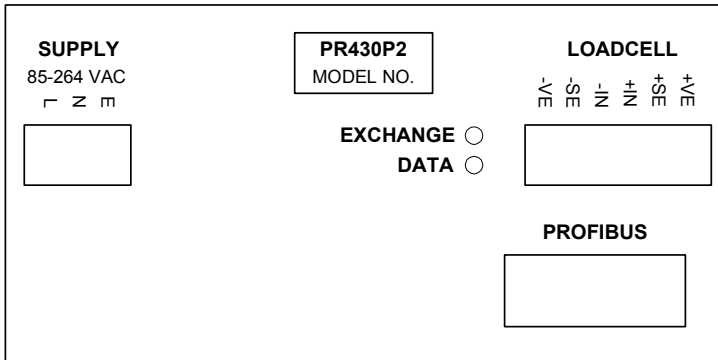 SUPPLY
85-264 VAC
L N E
PR430P2
MODEL NO.
EXCHANGE
DATA
LOADCELL
-VE -SE -IN +IN +SE +VE
PROFIBUS